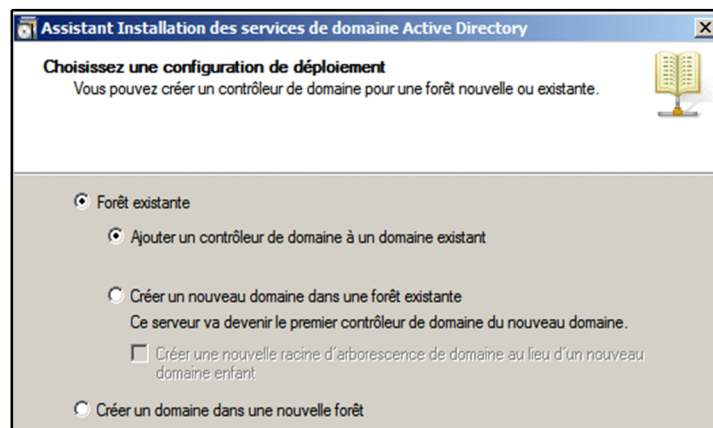 Assistant Installation des services de domaine Active Directory
Choisissez une configuration de déploiement
Vous pouvez créer un contrôleur de domaine pour une forêt nouvelle ou existante.
Forêt existante
Ajouter un contrôleur de domaine à un domaine existant
Créer un nouveau domaine dans une forêt existante
Ce serveur va devenir le premier contrôleur de domaine du nouveau domaine.
Créer une nouvelle racine d'arborescence de domaine au lieu d'un nouveau
domaine enfant
Créer un domaine dans une nouvelle forêt